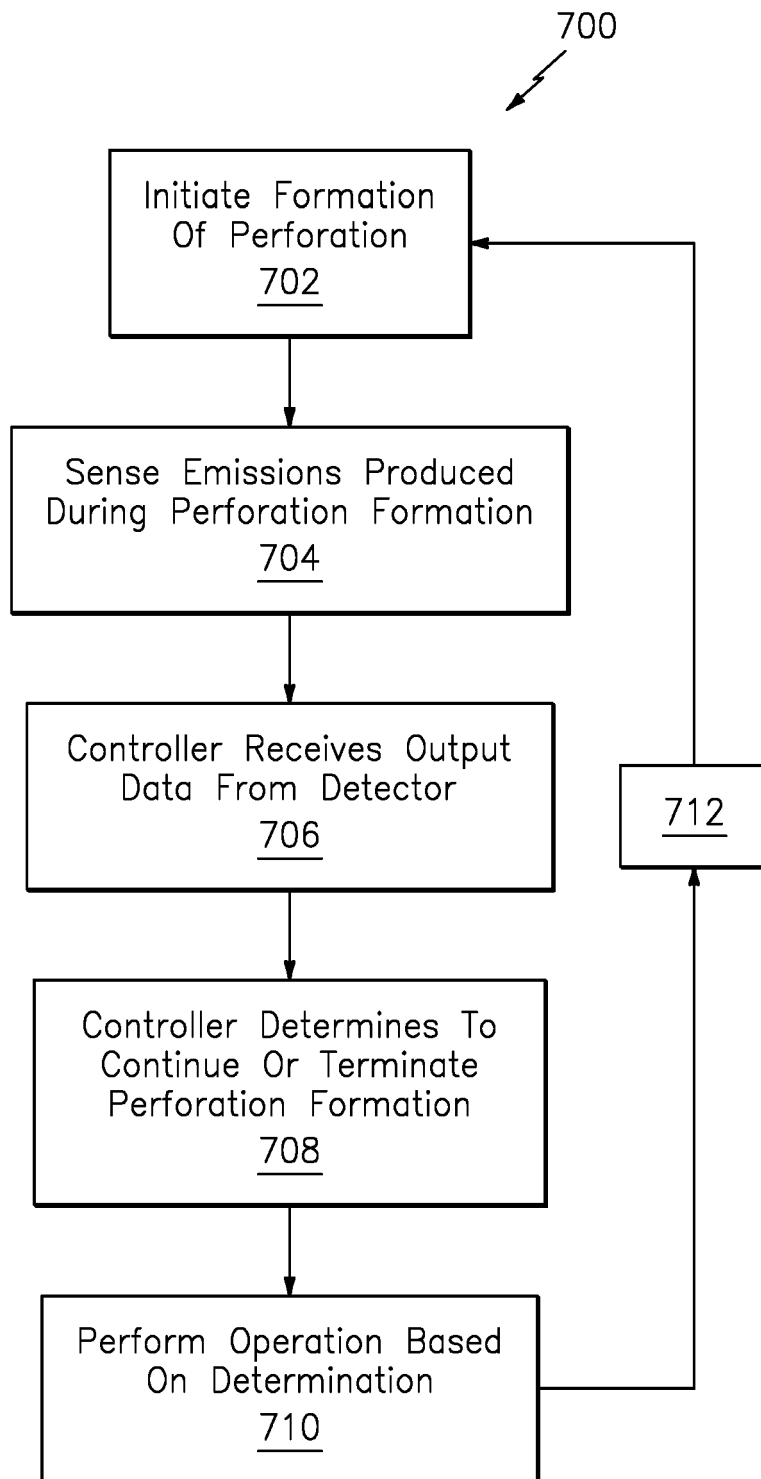 700
Initiate Formation
Of Perforation
702
Sense Emissions Produced
During Perforation Formation
704
Controller Receives Output
Data From Detector
706
712
Controller Determines To
Continue Or Terminate
Perforation Formation
708
Perform Operation Based
On Determination
710